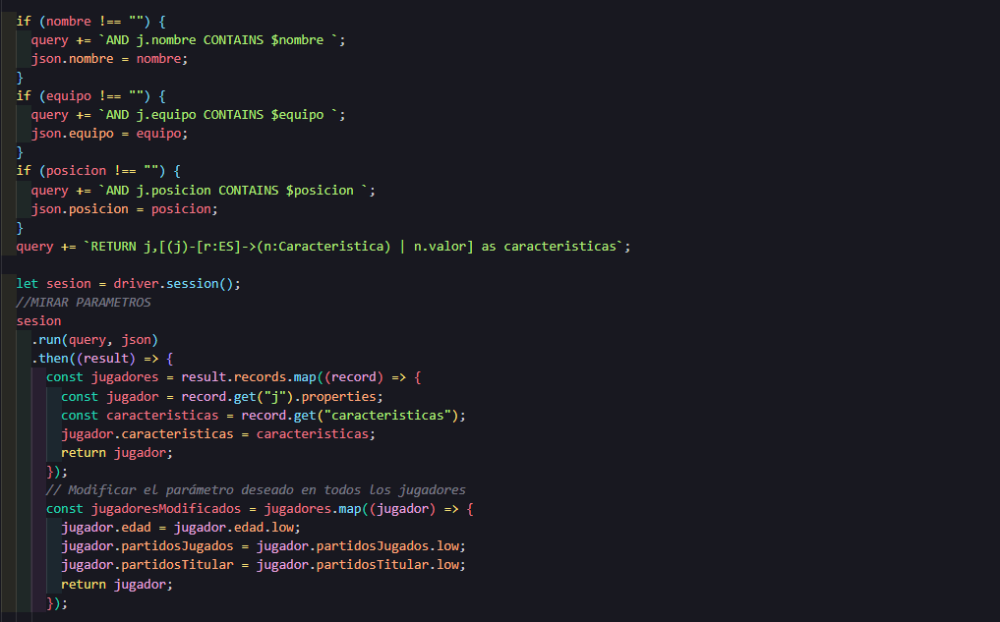 if (nombre !== "") {
query += `AND j.nombre CONTAINS $nombre `;
json.nombre = nombre;
}
if (equipo !== "") {
query += `AND j.equipo CONTAINS $equipo `;
json.equipo = equipo;
}
if (posicion !== "") {
query += `AND j.posicion CONTAINS $posicion `;
json.posicion = posicion;
}
query += `RETURN j,[(j)-[r:ES]->(n:Caracteristica) | n.valor] as caracteristicas`;
let sesion = driver.session();
//MIRAR PARAMETROS
sesion
.run(query, json)
.then((result) => {
const jugadores = result.records.map((record) => {
const jugador = record.get("j").properties;
const caracteristicas = record.get("caracteristicas");
jugador.caracteristicas = caracteristicas;
return jugador;
});
// Modificar el parámetro deseado en todos los jugadores
const jugadoresModificados = jugadores.map((jugador) => {
jugador.edad = jugador.edad.low;
jugador.partidosJugados = jugador.partidosJugados.low;
jugador.partidosTitular = jugador.partidosTitular.low;
return jugador;
});